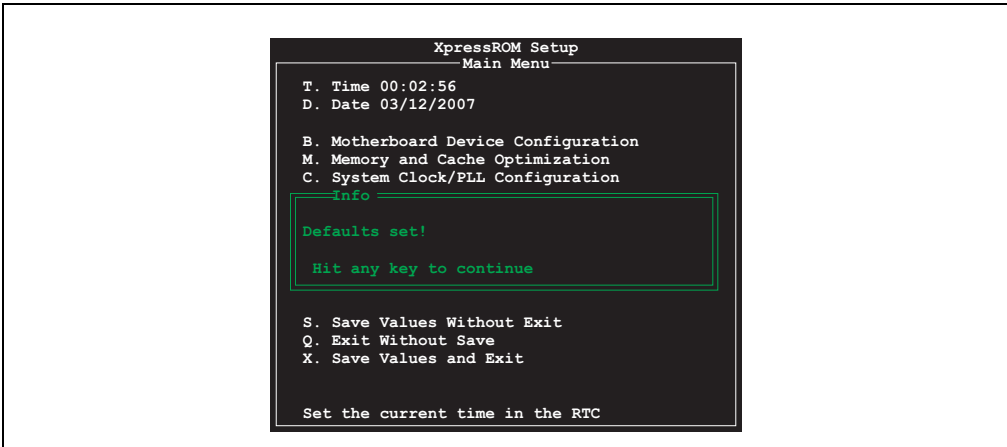 XpressROM Setup
Main Menu
T. Time 00:02:56
D. Date 03/12/2007
B. Motherboard Device Configuration
M. Memory and Cache Optimization
C. System Clock/PLL Configuration
Info
Defaults set!
Hit any key to continue
S. Save Values Without Exit
Q. Exit Without Save
X. Save Values and Exit
Set the current time in the RTC